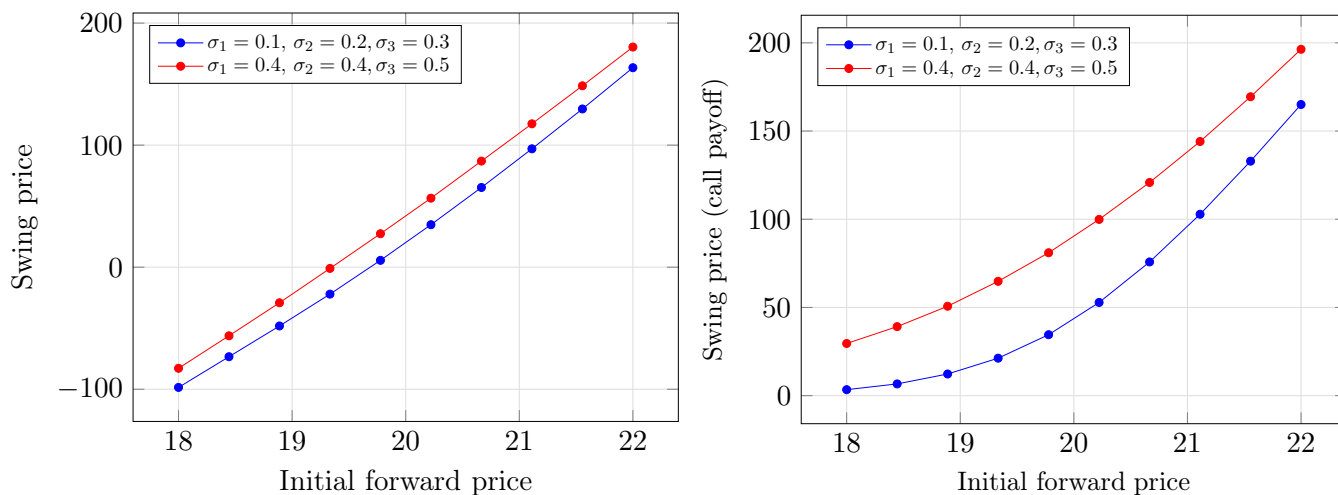 Swing price
200
100
0
−100
18 19 20 21 22
Initial forward price
σ₁ = 0.1, σ₂ = 0.2, σ₃ = 0.3
σ₁ = 0.4, σ₂ = 0.4, σ₃ = 0.5
Swing price (call payoff)
200
150
100
50
0
18 19 20 21 22
Initial forward price
σ₁ = 0.1, σ₂ = 0.2, σ₃ = 0.3
σ₁ = 0.4, σ₂ = 0.4, σ₃ = 0.5